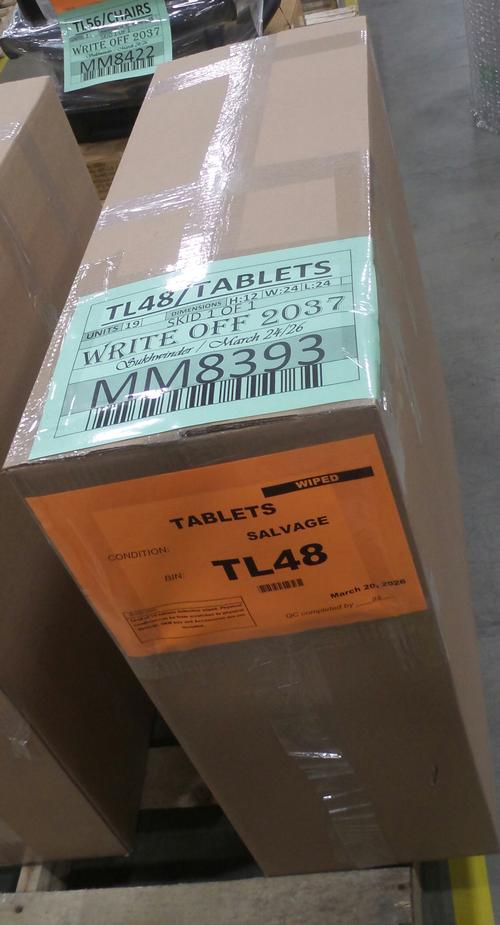 TL56/CHAIRS
WRITE OFF 2037
MM8422
TL48/TABLETS
UNITS 19 DIMENSIONS H:12 W:24 L:24
SKID 1 OF 1
WRITE OFF 2037
Sukhwinder / March 24/26
MM8393
WIPED
TABLETS
CONDITION: SALVAGE
BIN: TL48
March 20, 2026
QC completed by